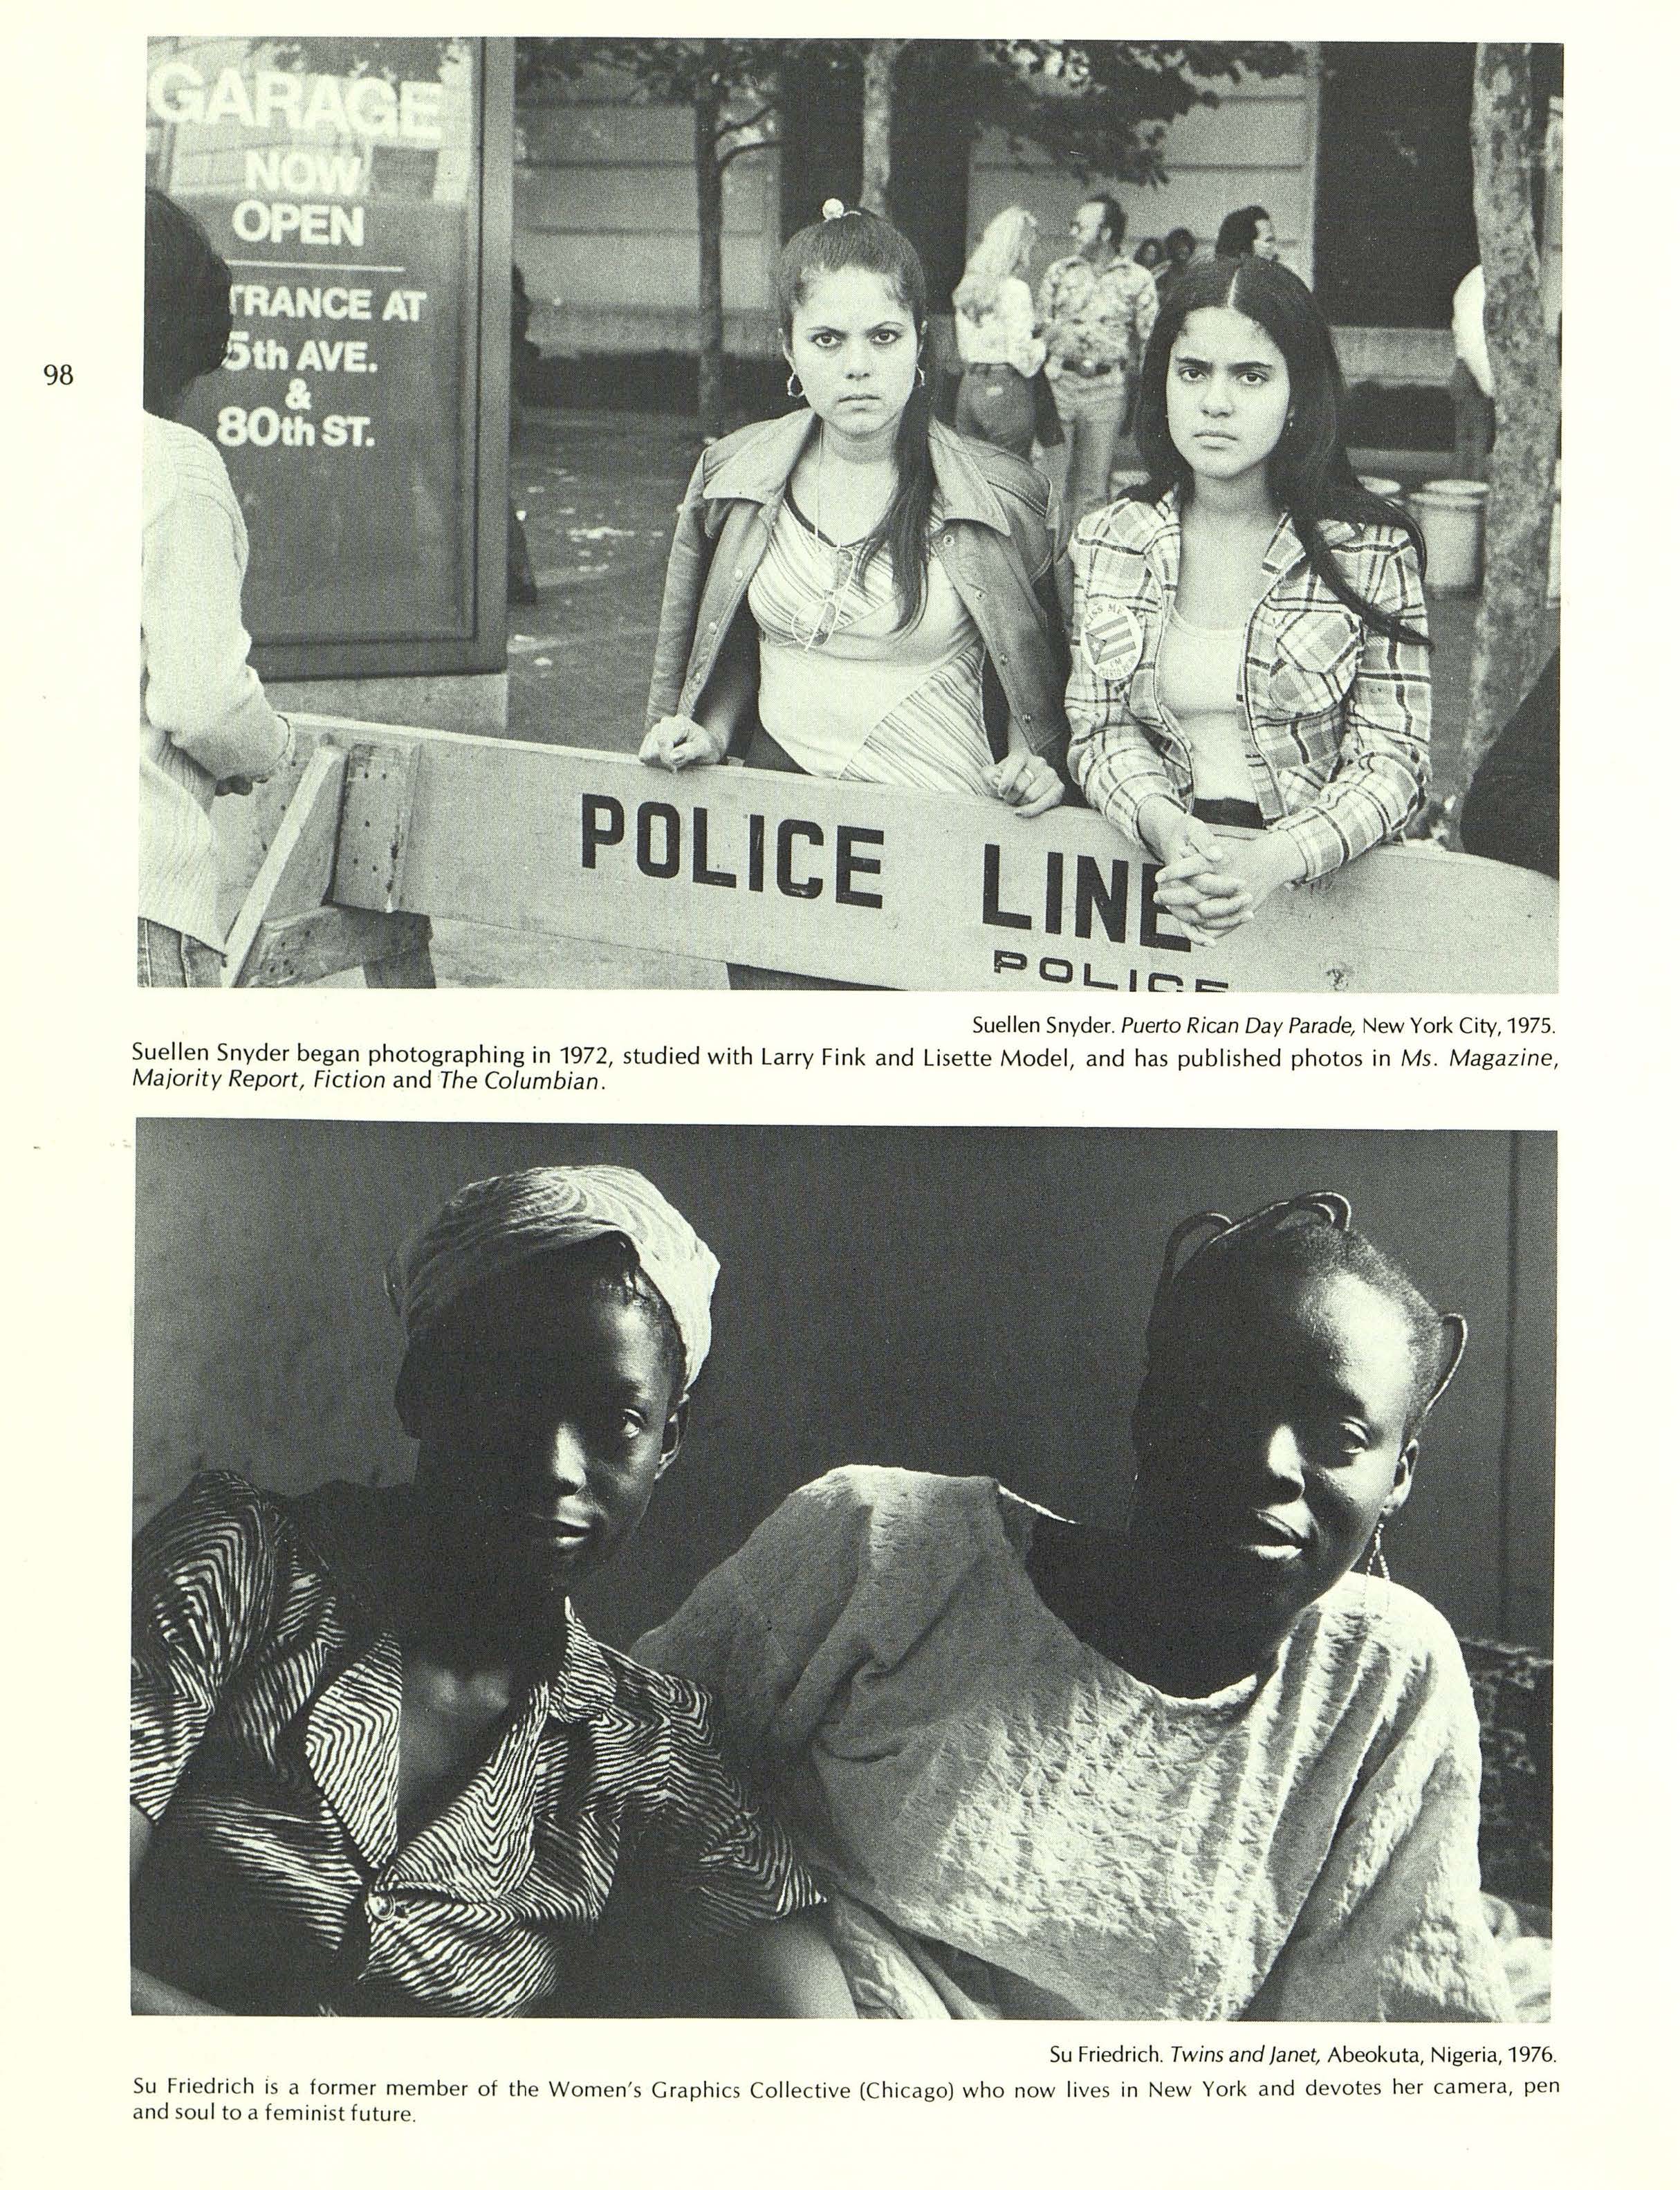 GARAGE
NOW
OPEN
TRANCE AT
5th AVE.
&
80th ST.
98
POLICE LINE
POLICE
Suellen Snyder. Puerto Rican Day Parade, New York City, 1975.
Suellen Snyder began photographing in 1972, studied with Larry Fink and Lisette Model, and has published photos in Ms. Magazine,
Majority Report, Fiction and The Columbian.
Su Friedrich. Twins and Janet, Abeokuta, Nigeria, 1976.
Su Friedrich is a former member of the Women's Graphics Collective (Chicago) who now lives in New York and devotes her camera, pen
and soul to a feminist future.